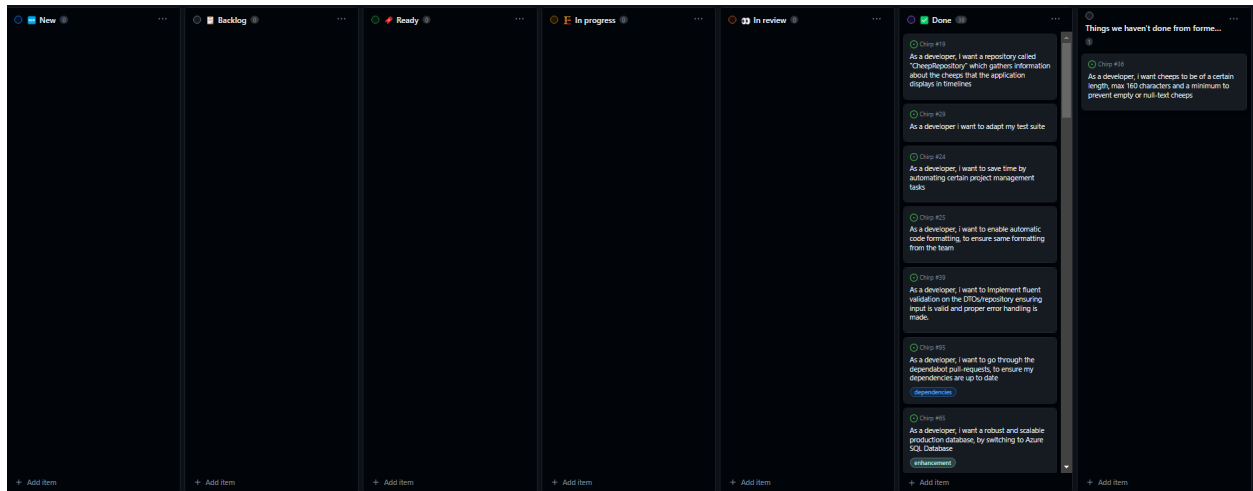 New 0
Backlog 0
Ready 0
In progress 0
In review 0
Done 38
Things we haven't done from forme...
1
Chirp #19
As a developer, I want a repository called
"CheepRepository" which gathers information
about the cheeps that the application
displays in timelines
Chirp #29
As a developer i want to adapt my test suite
Chirp #24
As a developer, i want to save time by
automating certain project management
tasks
Chirp #25
As a developer, i want to enable automatic
code formatting, to ensure same formatting
from the team
Chirp #39
As a developer, i want to Implement fluent
validation on the DTOs/repository ensuring
input is valid and proper error handling is
made.
Chirp #95
As a developer, i want to go through the
dependabot pull-requests, to ensure my
dependencies are up to date
dependencies
Chirp #65
As a developer, i want a robust and scalable
production database, by switching to Azure
SQL Database
enhancement
Chirp #38
As a developer, i want cheeps to be of a certain
length, max 160 characters and a minimum to
prevent empty or null-text cheeps
+ Add item
+ Add item
+ Add item
+ Add item
+ Add item
+ Add item
+ Add item